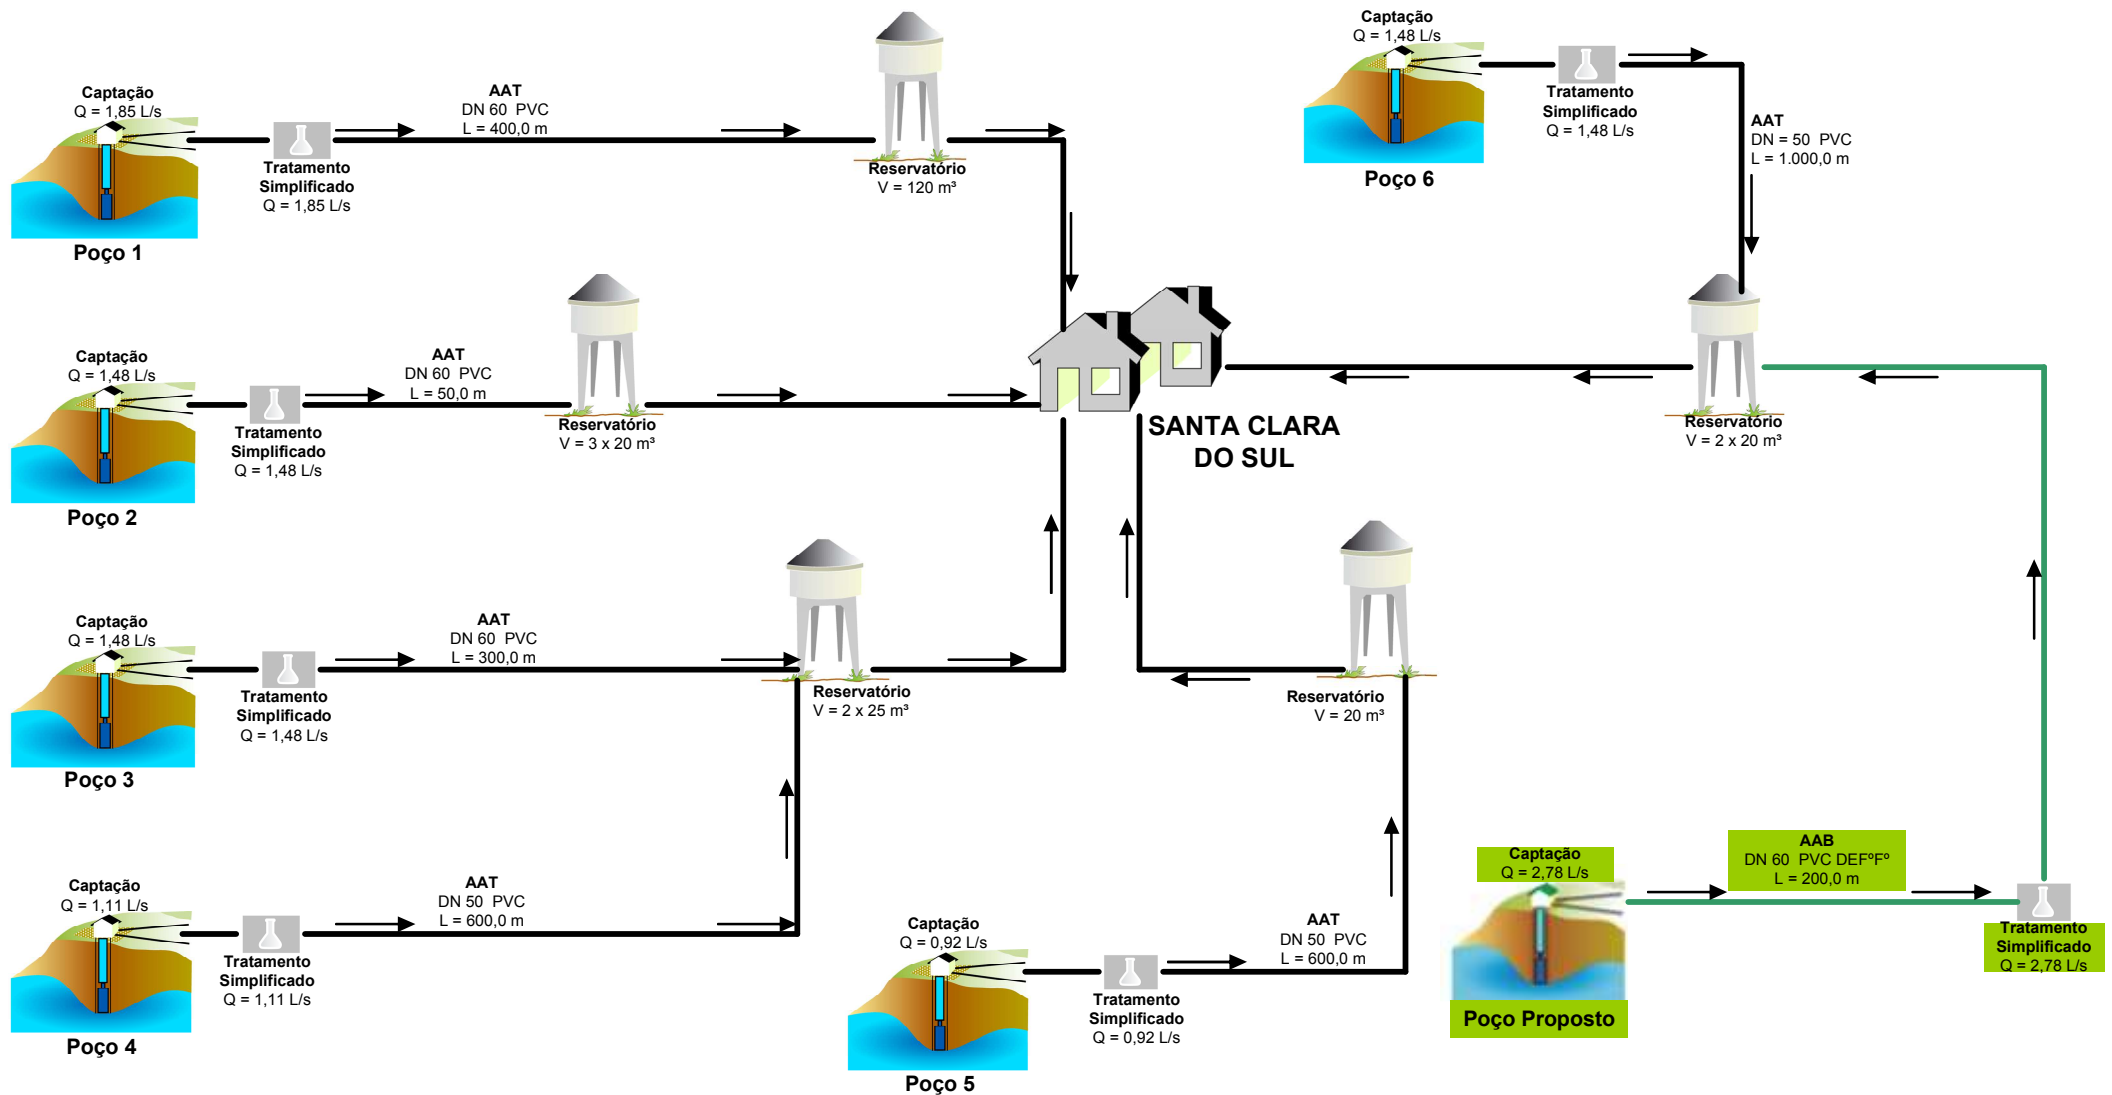 Captação
Q = 1,85 L/s
AAT
DN 60  PVC
L = 400,0 m
Tratamento
Simplificado
Q = 1,85 L/s
Poço 1
Reservatório
V = 120 m³
Captação
Q = 1,48 L/s
Tratamento
Simplificado
Q = 1,48 L/s
Poço 6
AAT
DN = 50  PVC
L = 1.000,0 m
Captação
Q = 1,48 L/s
AAT
DN 60  PVC
L = 50,0 m
Tratamento
Simplificado
Q = 1,48 L/s
Poço 2
Reservatório
V = 3 x 20 m³
SANTA CLARA
DO SUL
Reservatório
V = 2 x 20 m³
Captação
Q = 1,48 L/s
AAT
DN 60  PVC
L = 300,0 m
Tratamento
Simplificado
Q = 1,48 L/s
Poço 3
Reservatório
V = 2 x 25 m³
Reservatório
V = 20 m³
Captação
Q = 1,11 L/s
AAT
DN 50  PVC
L = 600,0 m
Tratamento
Simplificado
Q = 1,11 L/s
Poço 4
Captação
Q = 0,92 L/s
AAT
DN 50  PVC
L = 600,0 m
Tratamento
Simplificado
Q = 0,92 L/s
Poço 5
Captação
Q = 2,78 L/s
AAB
DN 60  PVC DEFºFº
L = 200,0 m
Tratamento
Simplificado
Q = 2,78 L/s
Poço Proposto